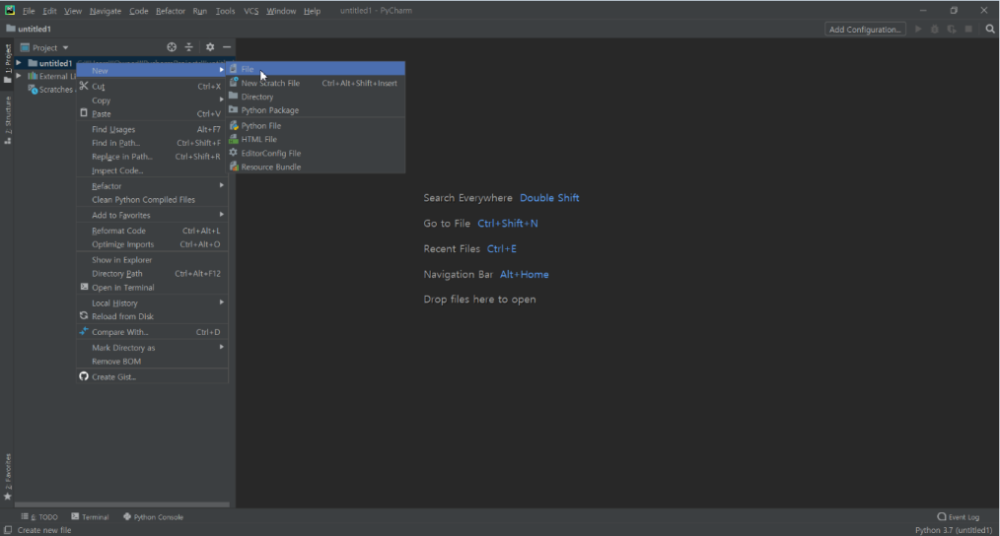 File Edit View Navigate Code Refactor Run Tools VCS Window Help untitled1 - PyCharm
untitled1
Add Configuration...
1: Project
Project
untitled1
External Li
Scratches
2: Structure
New
Cut Ctrl+X
Copy
Paste Ctrl+V
Find Usages Alt+F7
Find in Path... Ctrl+Shift+F
Replace in Path... Ctrl+Shift+R
Inspect Code...
Refactor
Clean Python Compiled Files
Add to Favorites
Reformat Code Ctrl+Alt+L
Optimize Imports Ctrl+Alt+O
Show in Explorer
Directory Path Ctrl+Alt+F12
Open in Terminal
Local History
Reload from Disk
Compare With... Ctrl+D
Mark Directory as
Remove BOM
Create Gist...
File
New Scratch File Ctrl+Alt+Shift+Insert
Directory
Python Package
Python File
HTML File
EditorConfig File
Resource Bundle
Search Everywhere Double Shift
Go to File Ctrl+Shift+N
Recent Files Ctrl+E
Navigation Bar Alt+Home
Drop files here to open
2: Favorites
6: TODO Terminal Python Console Event Log
Create new file Python 3.7 (untitled1)